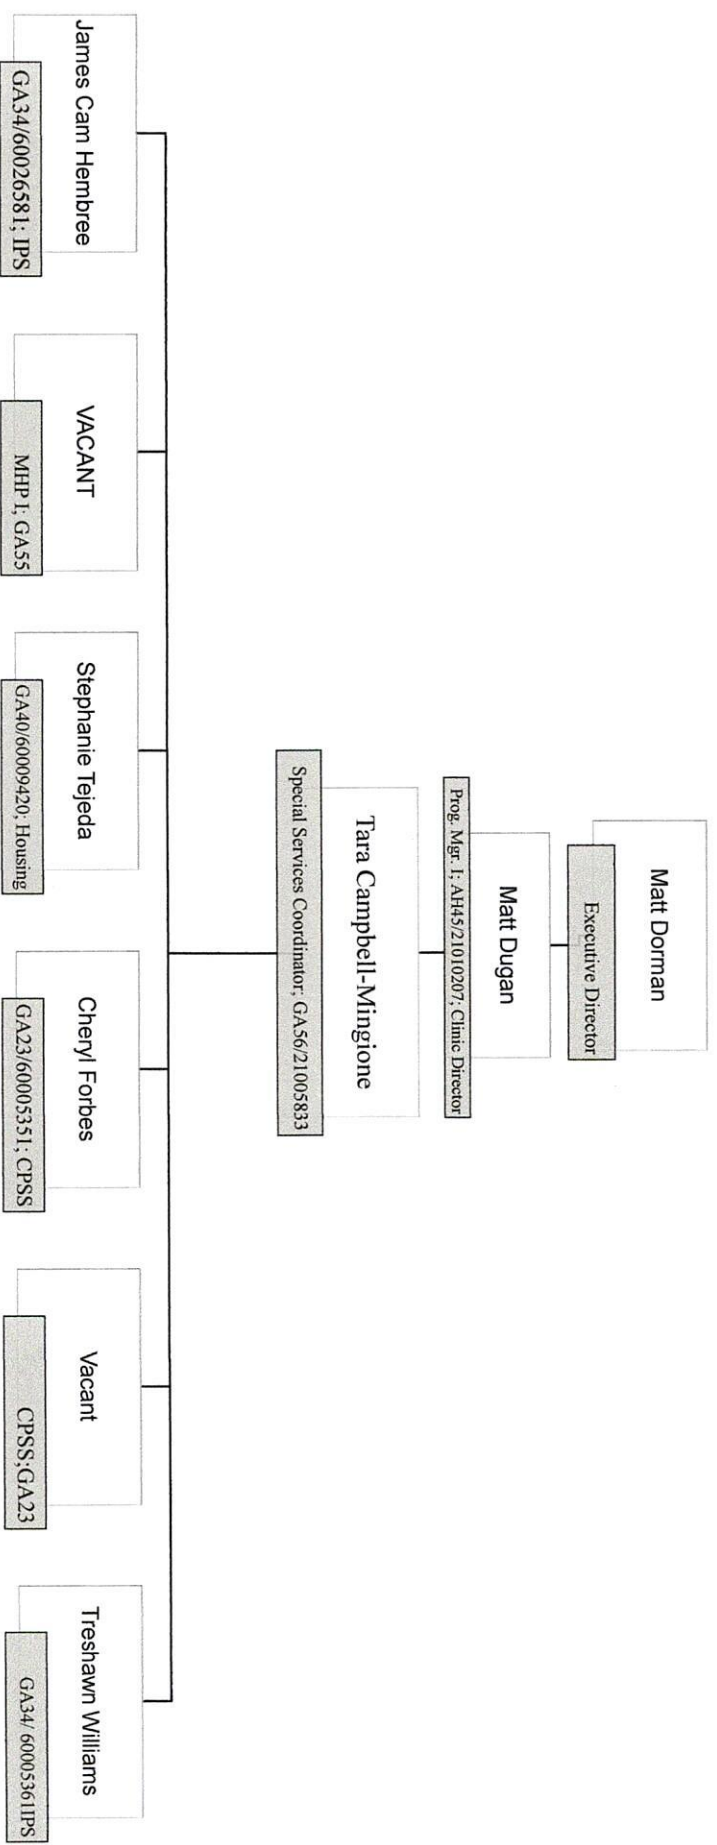 Matt Dorman
Executive Director
Matt Dugan
Prog. Mgr. I; AH45/21010207; Clinic Director
Tara Campbell-Mingione
Special Services Coordinator; GA56/21005833
James Cam Hembree
GA34/60026581; IPS
VACANT
MHP I; GA55
Stephanie Tejeda
GA40/60009420; Housing
Cheryl Forbes
GA23/60005351; CPSS
Vacant
CPSS;GA23
Treshawn Williams
GA34/ 60005361IPS